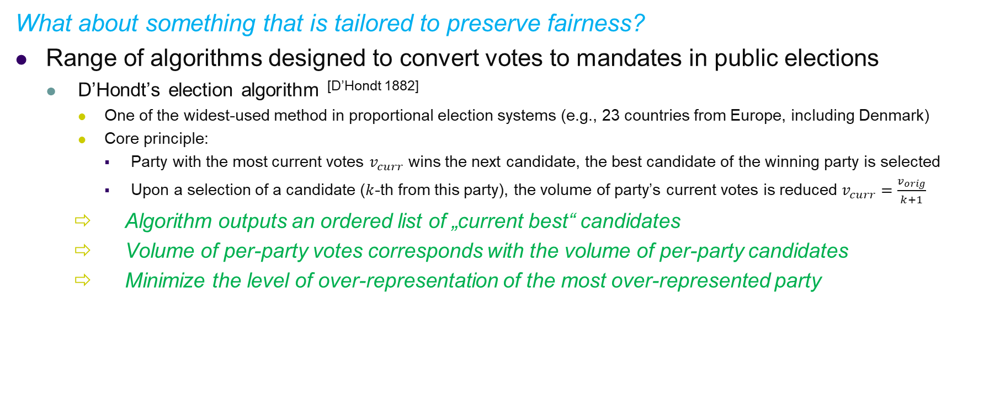 What about something that is tailored to preserve fairness?
● Range of algorithms designed to convert votes to mandates in public elections
● D’Hondt’s election algorithm [D’Hondt 1882]
● One of the widest-used method in proportional election systems (e.g., 23 countries from Europe, including Denmark)
● Core principle:
▪ Party with the most current votes $v_{curr}$ wins the next candidate, the best candidate of the winning party is selected
▪ Upon a selection of a candidate ($k$-th from this party), the volume of party’s current votes is reduced $v_{curr} = \frac{v_{orig}}{k+1}$
⇨ Algorithm outputs an ordered list of „current best“ candidates
⇨ Volume of per-party votes corresponds with the volume of per-party candidates
⇨ Minimize the level of over-representation of the most over-represented party